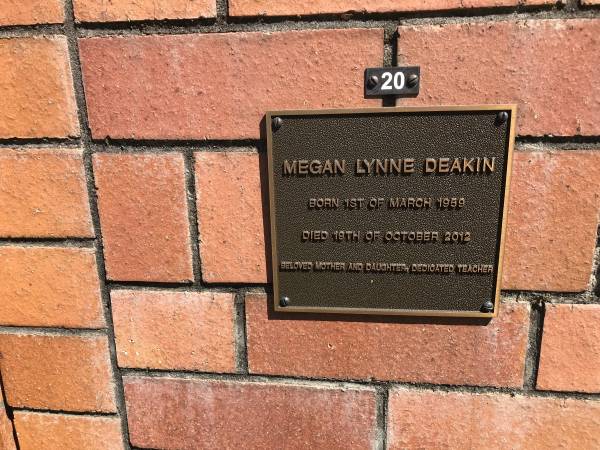 20
MEGAN LYNNE DEAKIN
BORN 1ST OF MARCH 1959
DIED 19TH OF OCTOBER 2012
BELOVED MOTHER AND DAUGHTER, DEDICATED TEACHER